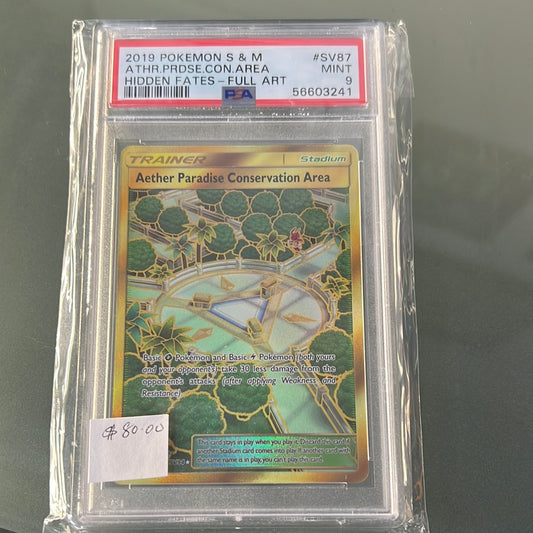 2019 POKEMON S & M #SV87
ATHR.PRDSE.CON.AREA MINT
HIDDEN FATES - FULL ART 9
PSA 56603241
TRAINER Stadium
Aether Paradise Conservation Area
Basic Pokémon and Basic Pokémon (both yours
and your opponent's) take 30 less damage from the
opponent's attacks (after applying Weakness and
Resistance).
$80.00
This card stays in play when you play it. Discard this card if
another Stadium card comes into play. If another card with
the same name is in play, you can't play this card.